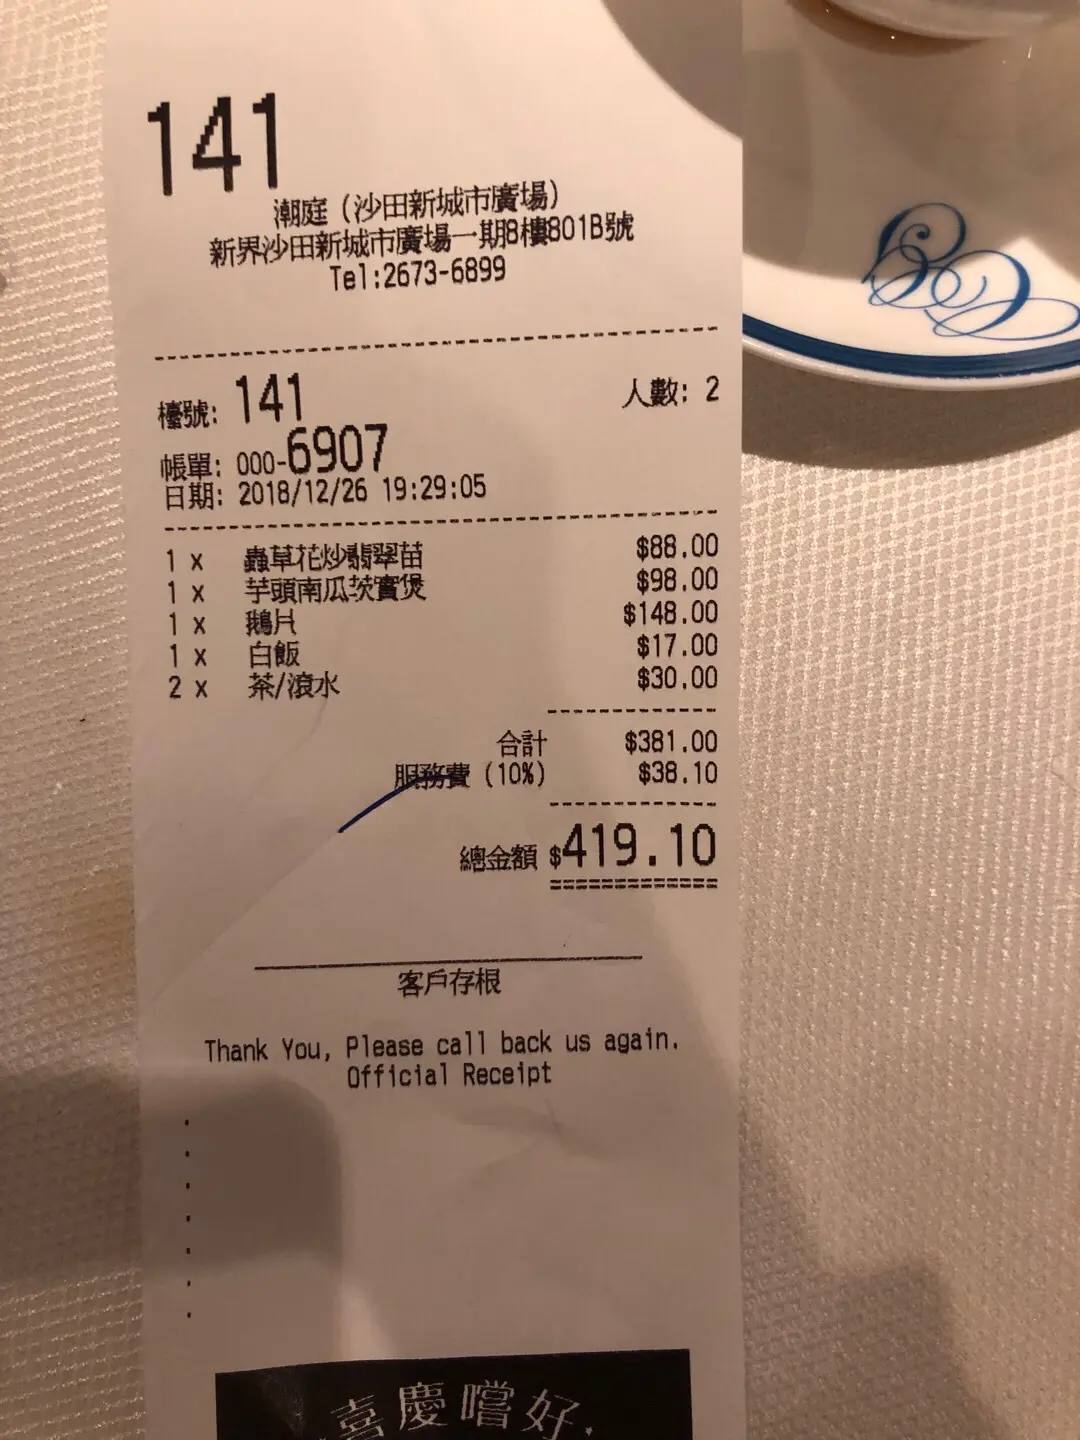 141
潮庭 (沙田新城市廣場)
新界沙田新城市廣場一期8樓801B號
Tel:2673-6899
檯號: 141 人數: 2
帳單: 000-6907
日期: 2018/12/26 19:29:05
1 x 蟲草花炒翡翠苗 $88.00
1 x 芋頭南瓜茨實煲 $98.00
1 x 鵝片 $148.00
1 x 白飯 $17.00
2 x 茶/滾水 $30.00
合計 $381.00
服務費 (10%) $38.10
總金額 $419.10
客戶存根
Thank You, Please call back us again.
Official Receipt
喜慶嚐好